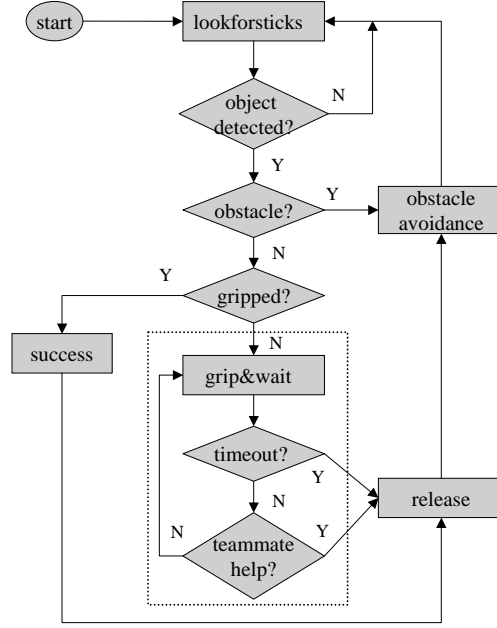 start
lookforsticks
object
detected?
N
Y
obstacle?
Y
obstacle
avoidance
N
Y
gripped?
N
success
grip&wait
timeout?
Y
N
release
N
teammate
help?
Y